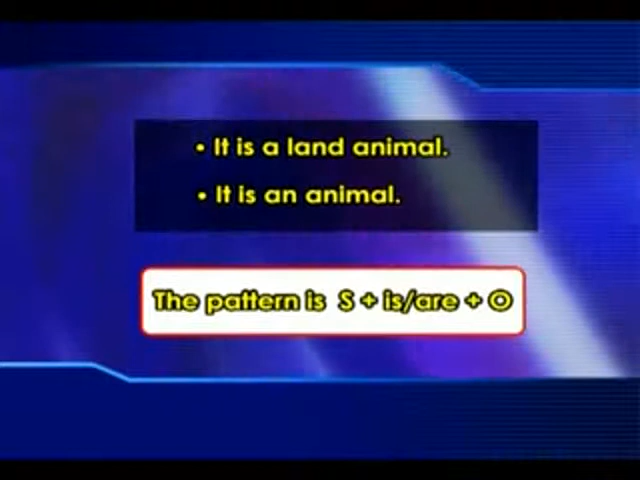 • It is a land animal.
• It is an animal.
The pattern is S + is/are + O